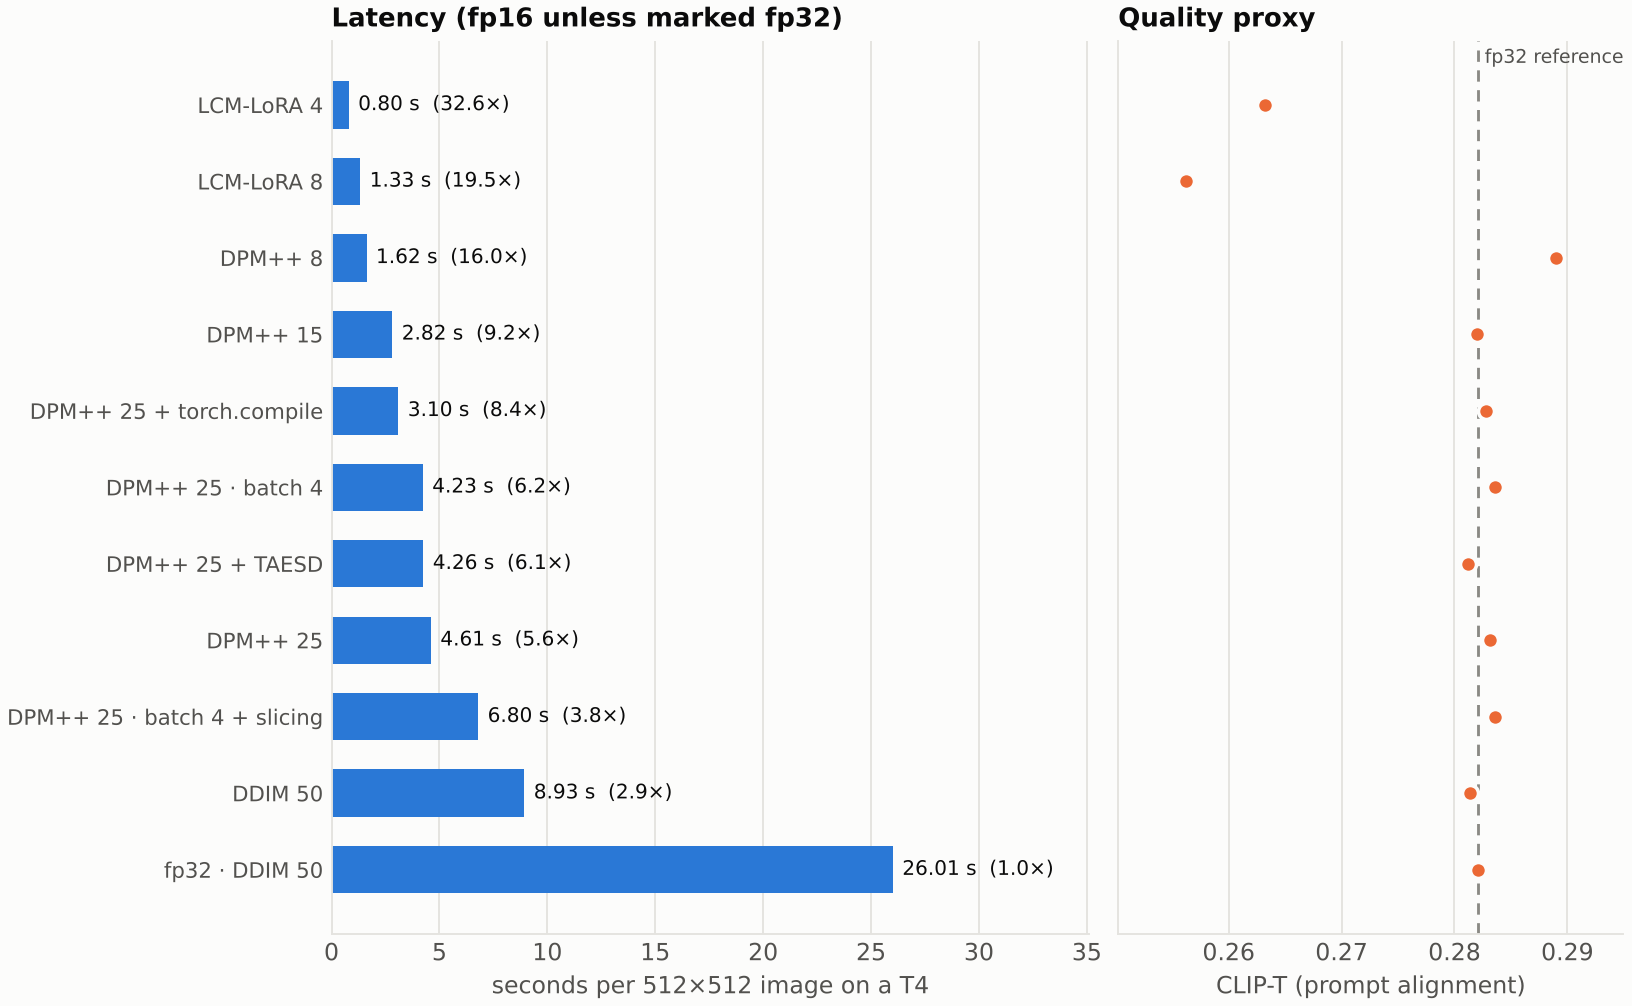 Latency (fp16 unless marked fp32)
Quality proxy
fp32 reference
LCM-LoRA 4
0.80 s (32.6×)
LCM-LoRA 8
1.33 s (19.5×)
DPM++ 8
1.62 s (16.0×)
DPM++ 15
2.82 s (9.2×)
DPM++ 25 + torch.compile
3.10 s (8.4×)
DPM++ 25 · batch 4
4.23 s (6.2×)
DPM++ 25 + TAESD
4.26 s (6.1×)
DPM++ 25
4.61 s (5.6×)
DPM++ 25 · batch 4 + slicing
6.80 s (3.8×)
DDIM 50
8.93 s (2.9×)
fp32 · DDIM 50
26.01 s (1.0×)
0 5 10 15 20 25 30 35
seconds per 512×512 image on a T4
0.26 0.27 0.28 0.29
CLIP-T (prompt alignment)